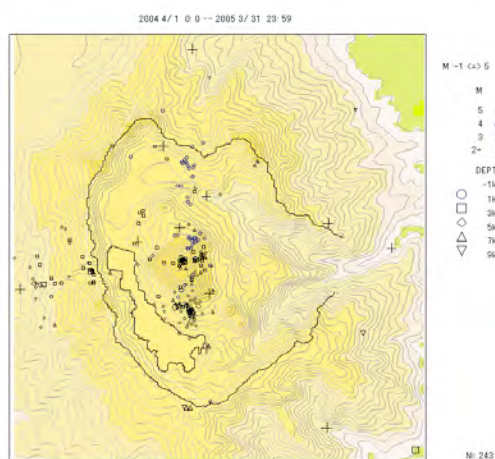 2004 4/ 1 0: 0 -- 2005 3/31 23:59
M -1 <=> 5
M
5
4
3
2-
DEPT
-1k
1k
3k
5k
7k
9k
N= 243